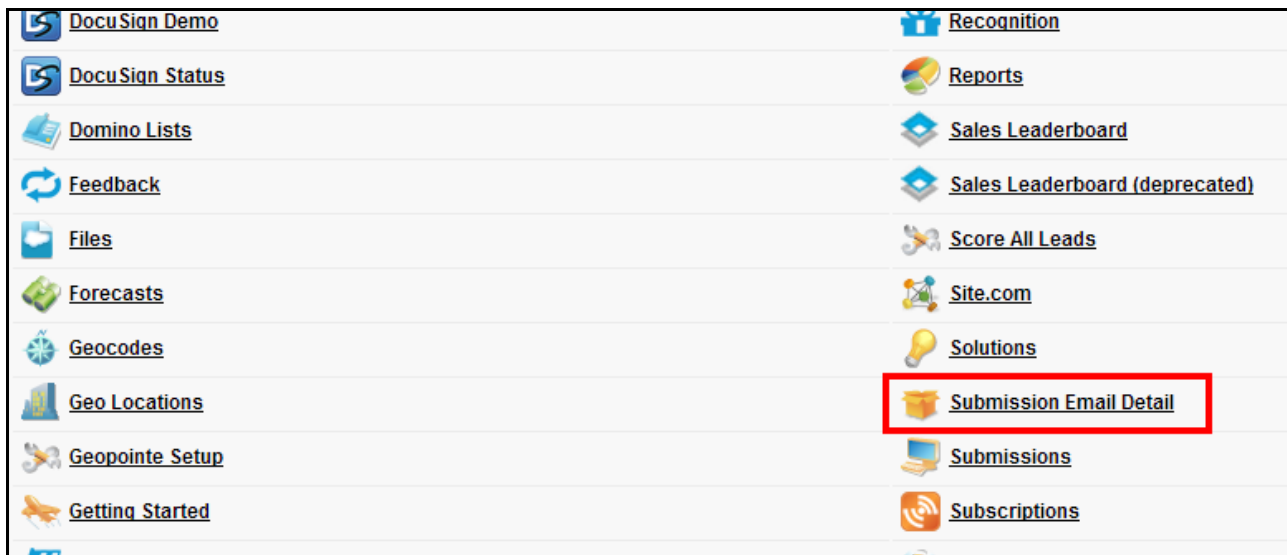 DocuSign Demo
DocuSign Status
Domino Lists
Feedback
Files
Forecasts
Geocodes
Geo Locations
Geopointe Setup
Getting Started
Recognition
Reports
Sales Leaderboard
Sales Leaderboard (deprecated)
Score All Leads
Site.com
Solutions
Submission Email Detail
Submissions
Subscriptions